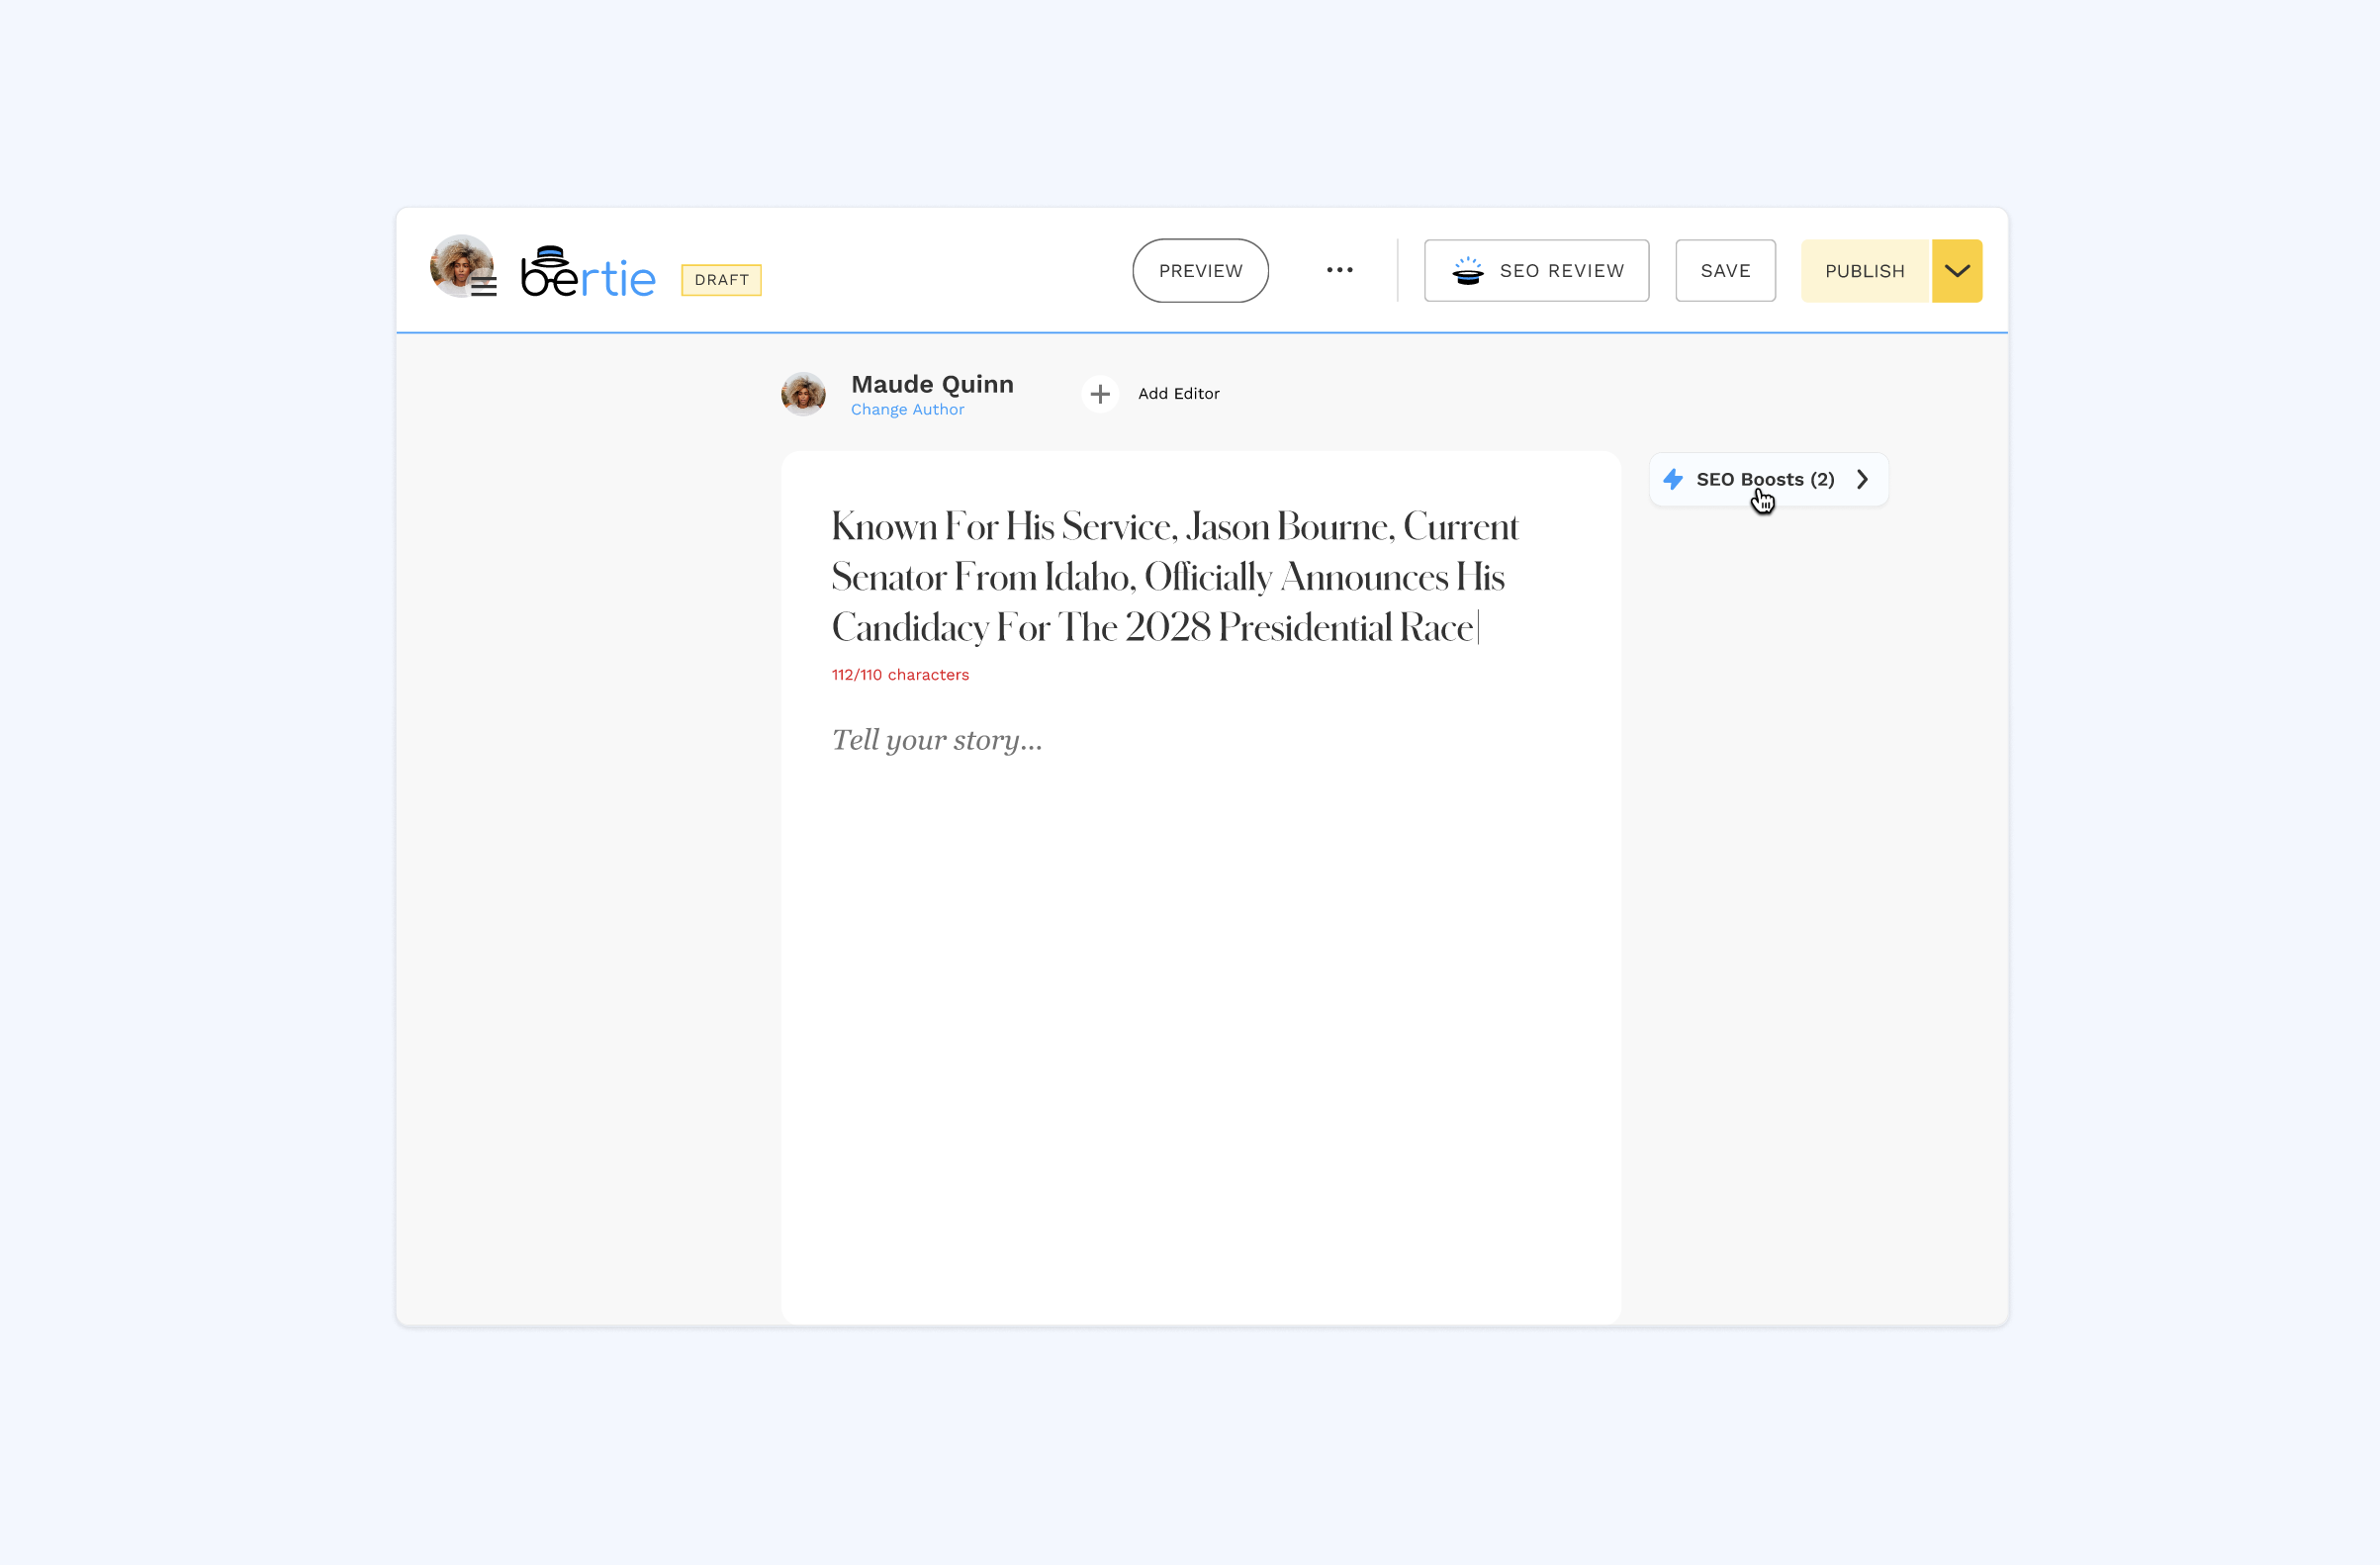 bertie
DRAFT
PREVIEW
SEO REVIEW
SAVE
PUBLISH
Maude Quinn
Change Author
Add Editor
SEO Boosts (2)
Known For His Service, Jason Bourne, Current
Senator From Idaho, Officially Announces His
Candidacy For The 2028 Presidential Race
112/110 characters
Tell your story...